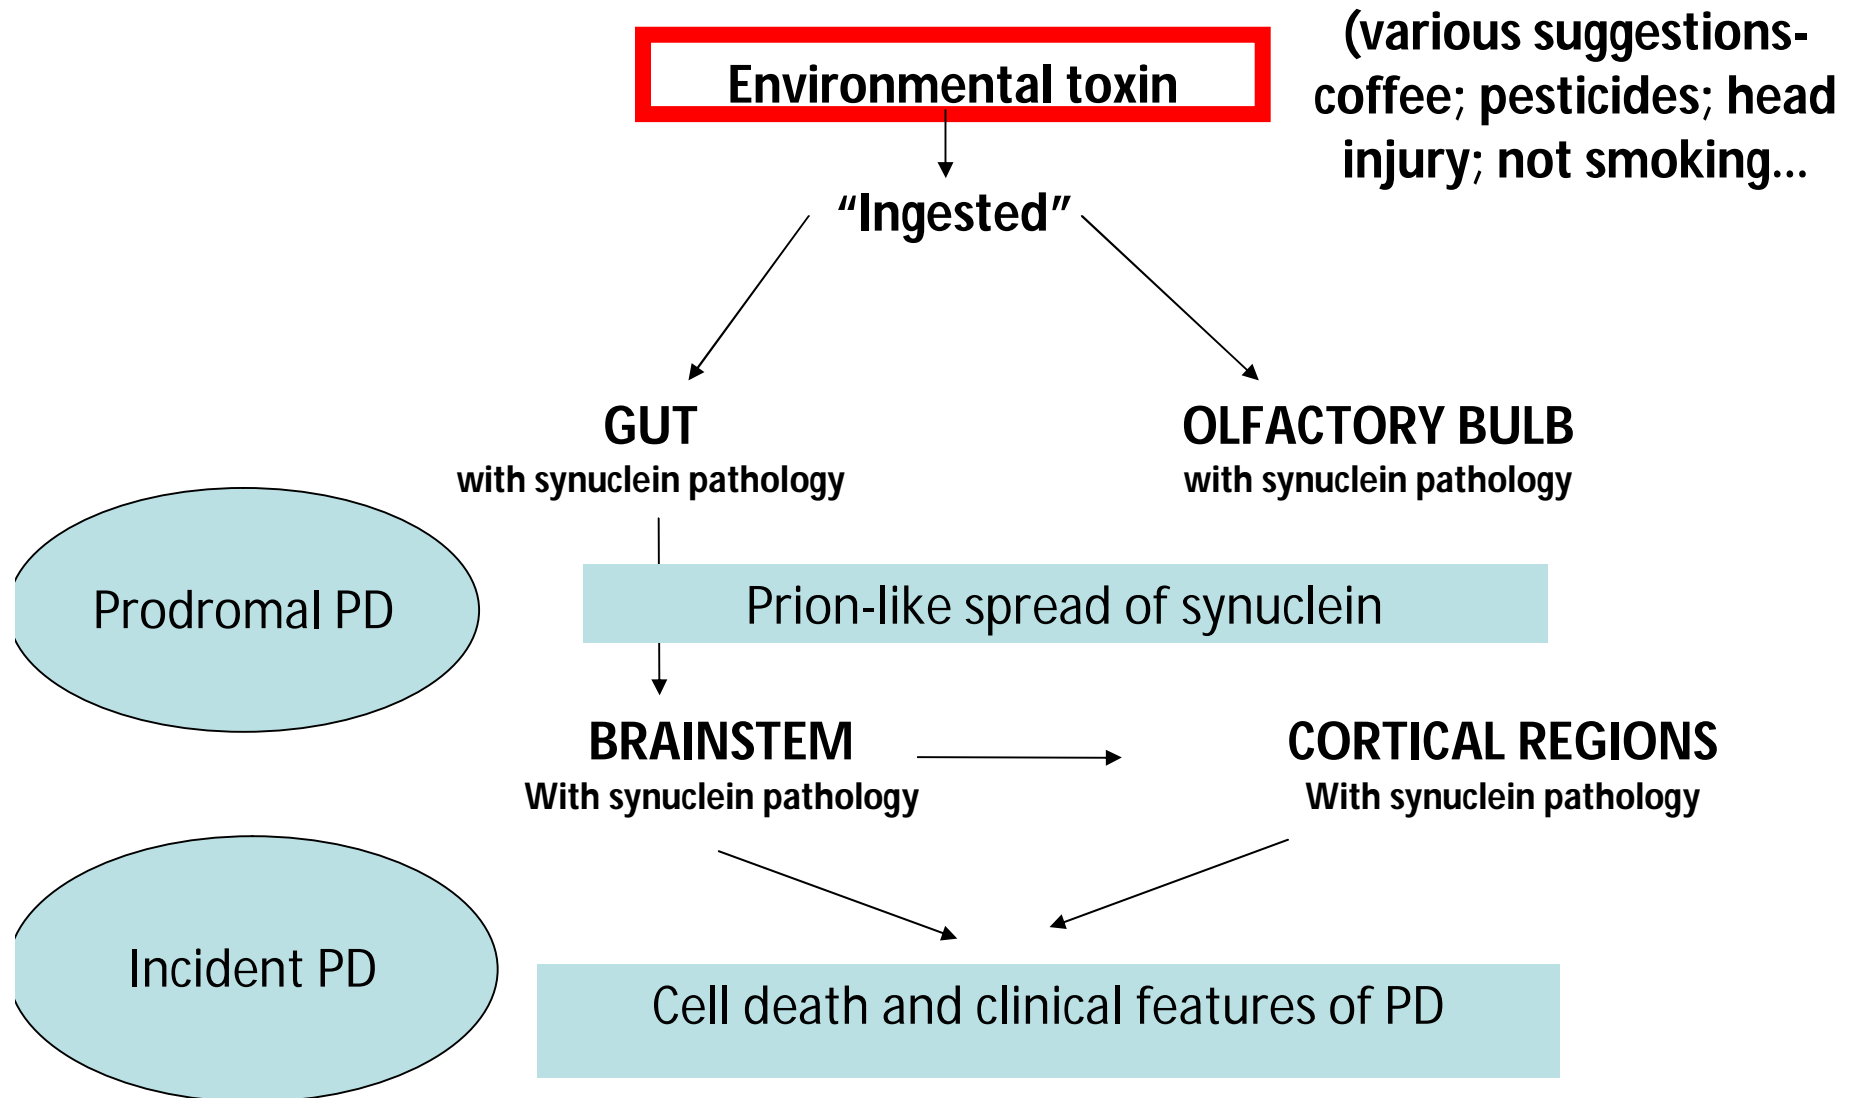 (various suggestions-
coffee; pesticides; head
injury; not smoking...
Environmental toxin
“Ingested”
GUT
with synuclein pathology
OLFACTORY BULB
with synuclein pathology
Prodromal PD
Prion-like spread of synuclein
BRAINSTEM
With synuclein pathology
CORTICAL REGIONS
With synuclein pathology
Incident PD
Cell death and clinical features of PD